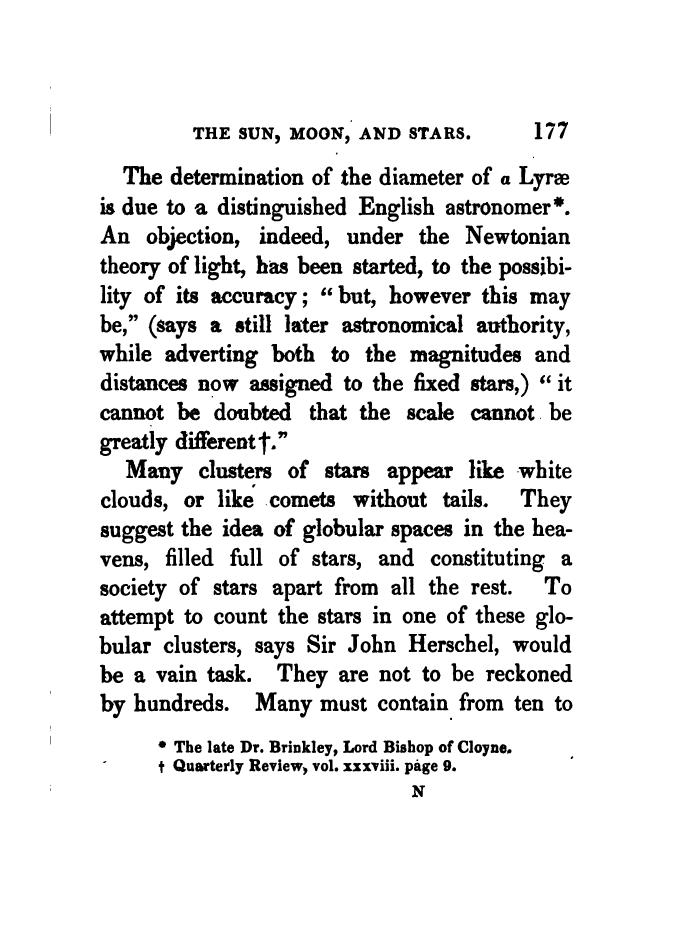 THE SUN, MOON, AND STARS. 177
The determination of the diameter of a Lyræ
is due to a distinguished English astronomer*.
An objection, indeed, under the Newtonian
theory of light, has been started, to the possibi-
lity of its accuracy; “but, however this may
be,” (says a still later astronomical authority,
while adverting both to the magnitudes and
distances now assigned to the fixed stars,) “it
cannot be doubted that the scale cannot be
greatly different†.”
Many clusters of stars appear like white
clouds, or like comets without tails. They
suggest the idea of globular spaces in the hea-
vens, filled full of stars, and constituting a
society of stars apart from all the rest. To
attempt to count the stars in one of these glo-
bular clusters, says Sir John Herschel, would
be a vain task. They are not to be reckoned
by hundreds. Many must contain from ten to
* The late Dr. Brinkley, Lord Bishop of Cloyne.
† Quarterly Review, vol. xxxviii. page 9.
N